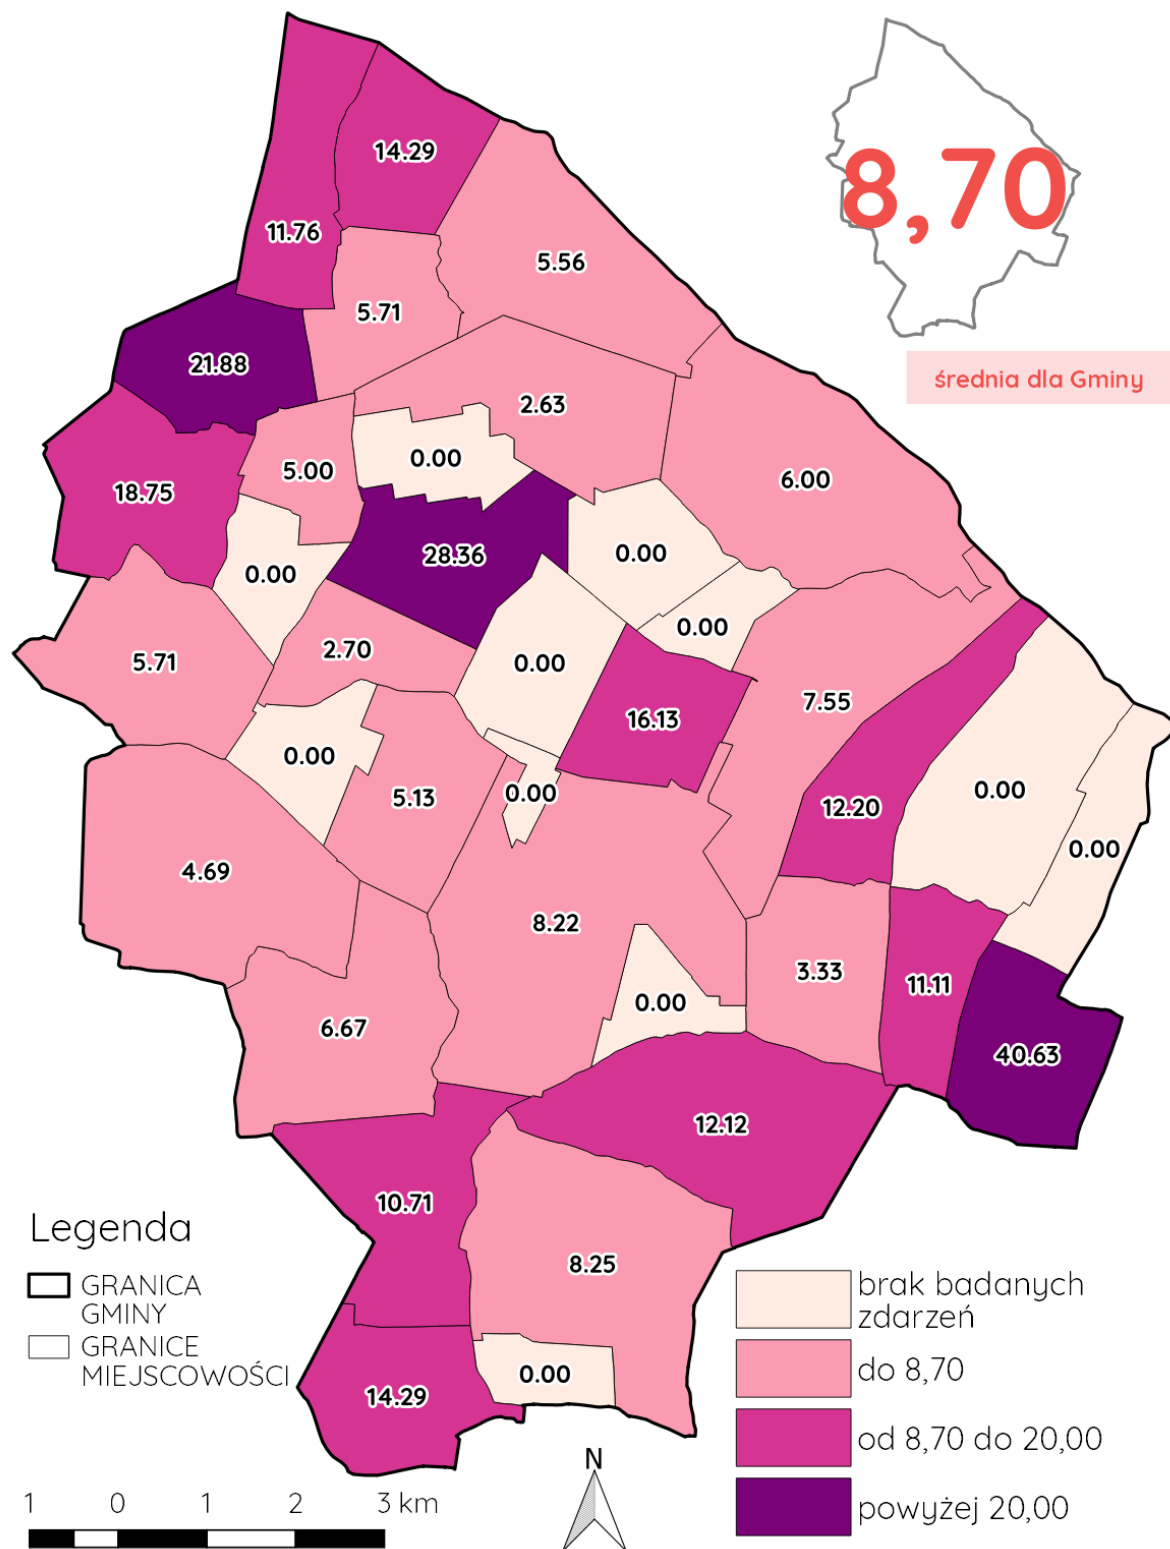 14.29
8,70
11.76
5.56
5.71
21.88
średnia dla Gminy
2.63
0.00
5.00
6.00
18.75
28.36
0.00
0.00
0.00
2.70
5.71
0.00
7.55
16.13
0.00
5.13
0.00
12.20
0.00
0.00
4.69
8.22
3.33
11.11
0.00
6.67
40.63
12.12
10.71
8.25
0.00
14.29
Legenda
GRANICA
GMINY
GRANICE
MIEJSCOWOŚCI
brak badanych
zdarzeń
do 8,70
od 8,70 do 20,00
powyżej 20,00
N
1 0 1 2 3 km